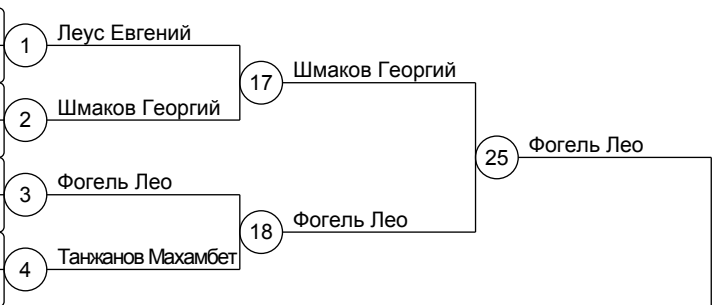 1 Леус Евгений
17 Шмаков Георгий
2 Шмаков Георгий
25 Фогель Лео
3 Фогель Лео
18 Фогель Лео
4 Танжанов Махамбет